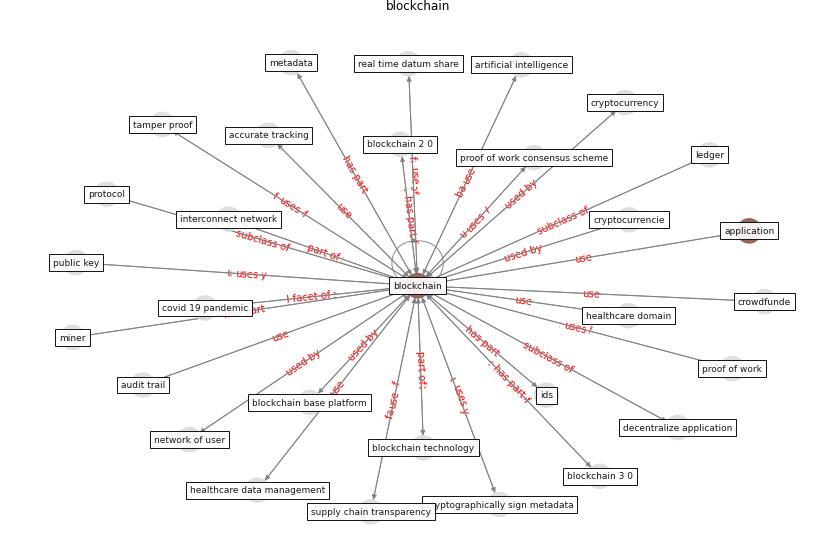 blockchain
metadata
real time datum share
artificial intelligence
cryptocurrency
tamper proof
accurate tracking
blockchain 2 0
proof of work consensus scheme
ledger
protocol
interconnect network
cryptocurrencie
application
public key
blockchain
covid 19 pandemic
healthcare domain
crowdfunde
miner
proof of work
audit trail
blockchain base platform
ids
decentralize application
network of user
blockchain technology
healthcare data management
blockchain 3 0
supply chain transparency
yptographically sign metadata
has part
use
uses
has part
use
uses
used by
subclass of
used by
use
subclass of
part of
uses
facet of
use
use
uses
use
used by
used by
use
use
part of
uses
has part
has part
subclass of